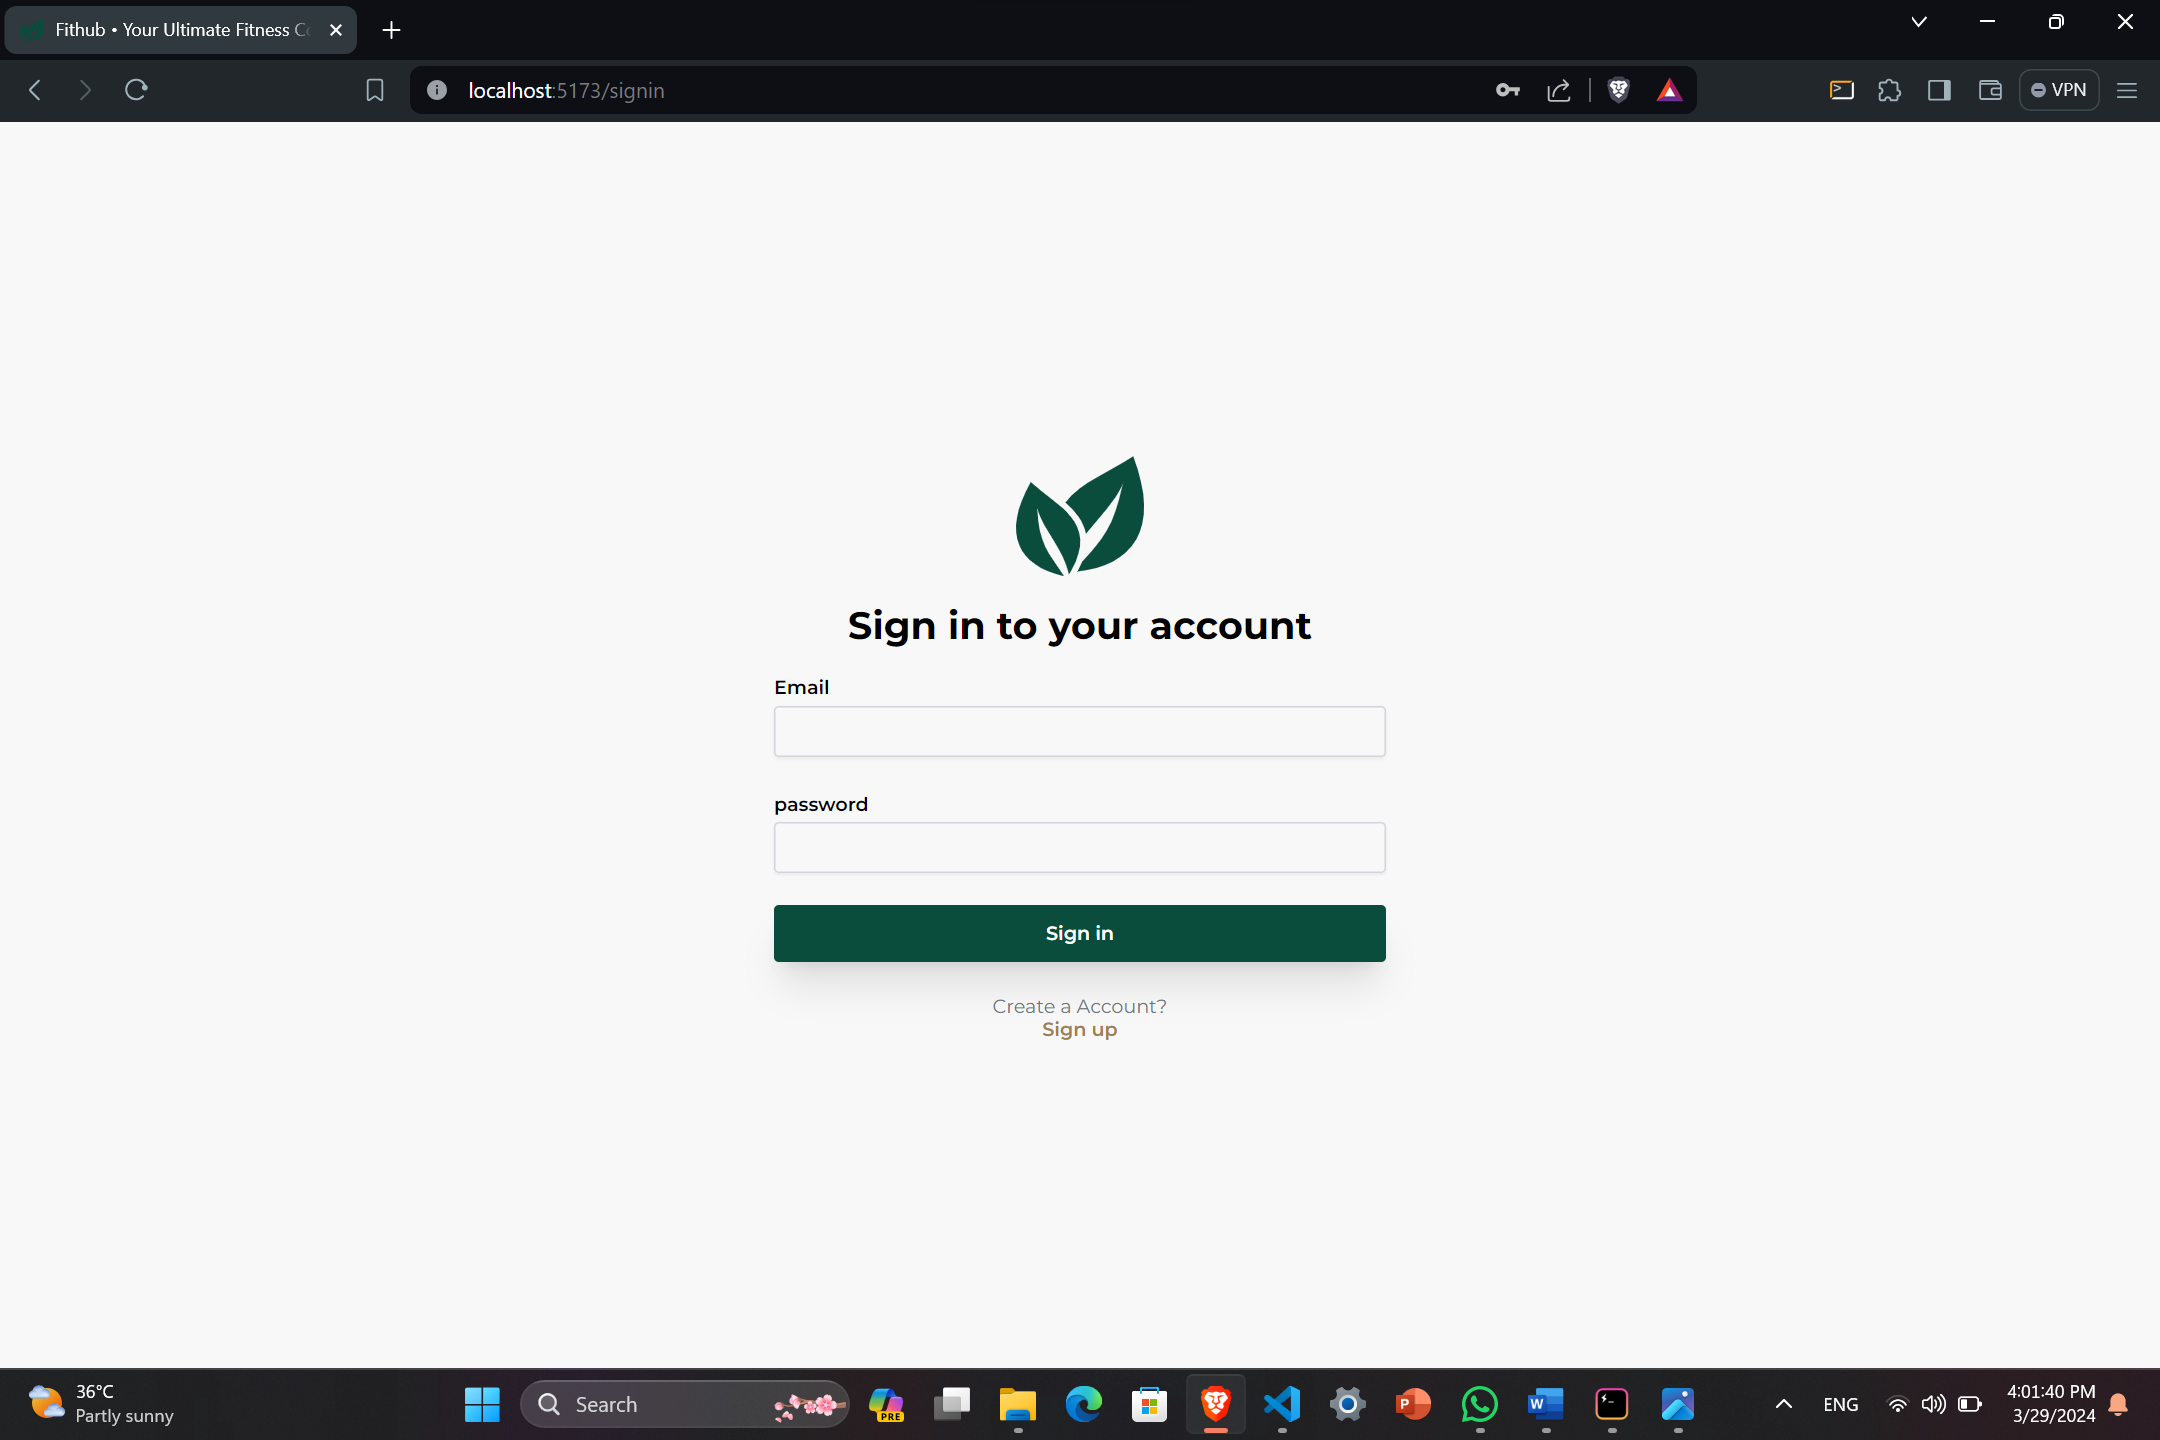 Fithub • Your Ultimate Fitness
localhost:5173/signin
VPN
Sign in to your account
Email
password
Sign in
Create a Account?
Sign up
36°C
Partly sunny
Search
PRE
ENG
4:01:40 PM
3/29/2024